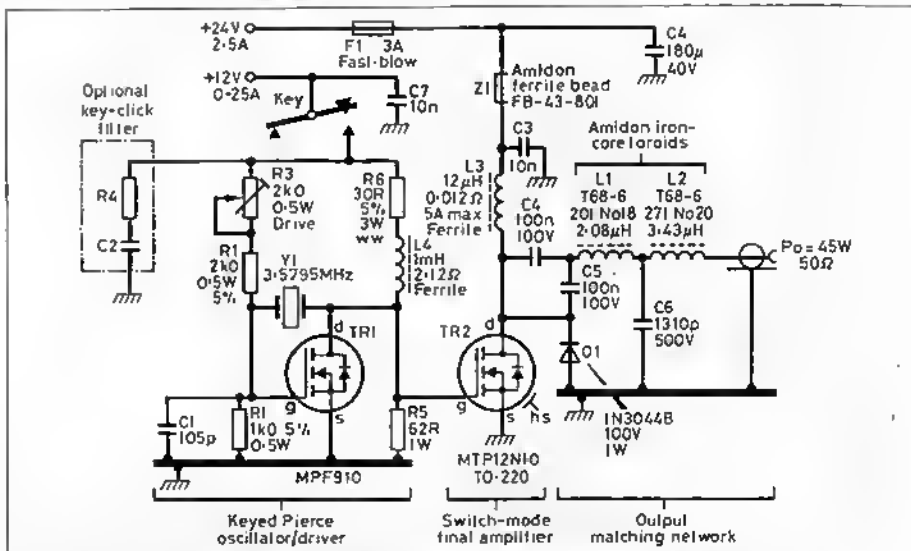 +24V
2·5A
F1 3A
Fast-blow
C4
180µ
40V
+12V
0·25A
Key
C7
10n
Z1
Amidon
ferrile bead
FB-43-801
Optional
key-click
filter
R4
C2
R3
2k0
0·5W
Drive
R6
30R
5%
3W
ww
C3
10n
L3
12µH
0·012Ω
5A max
Ferrile
Amidon iron-
core toroids
L1
T68-6
20t No18
2·08µH
L2
T68-6
27t No20
3·43µH
C4
100n
100V
Po=45W
50Ω
R1
2k0
0·5W
5%
Y1
3·5795MHz
L4
1mH
2·12Ω
Ferrile
C5
100n
100V
C6
1310p
500V
d
TR1
g
s
TR2
d
g
s
hs
D1
C1
105p
R1
1k0 5%
0·5W
R5
62R
1W
1N3044B
100V
1W
MPF910
MTP12N10
TO-220
Keyed Pierce
oscillator/driver
Switch-mode
final amplifier
Output
matching network